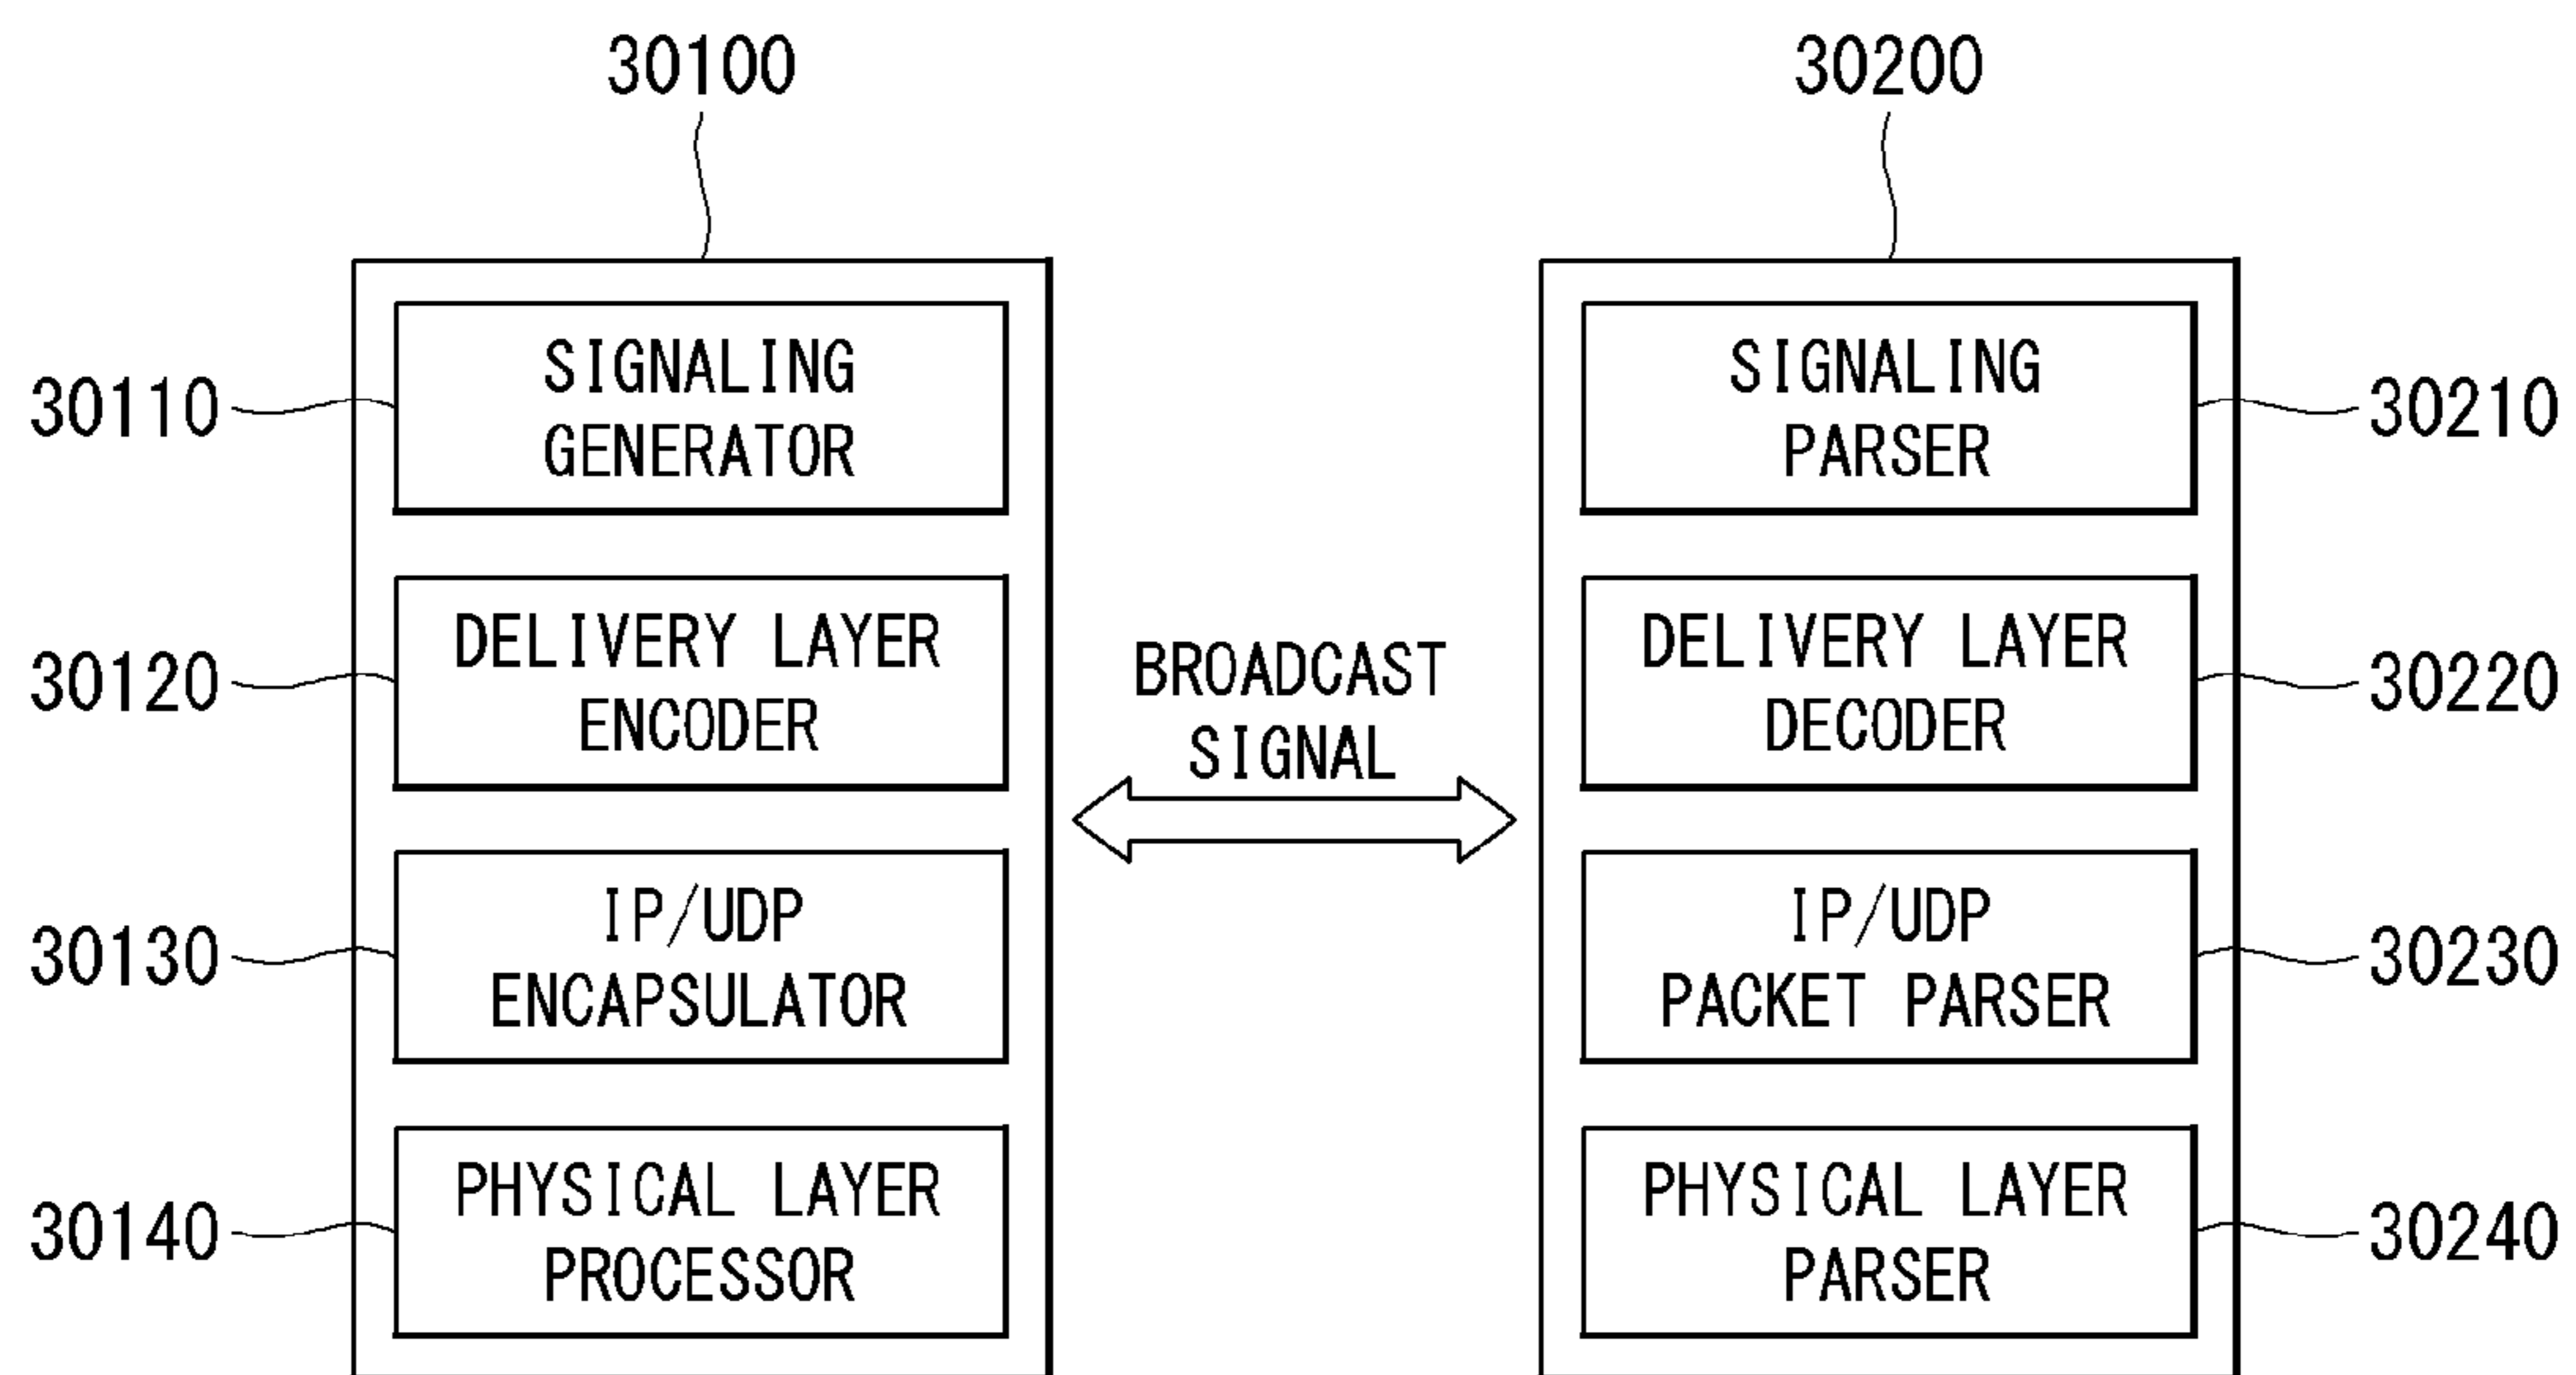 30100
30200
30110
SIGNALING
GENERATOR
SIGNALING
PARSER
30210
30120
DELIVERY LAYER
ENCODER
BROADCAST
SIGNAL
DELIVERY LAYER
DECODER
30220
30130
IP/UDP
ENCAPSULATOR
IP/UDP
PACKET PARSER
30230
30140
PHYSICAL LAYER
PROCESSOR
PHYSICAL LAYER
PARSER
30240